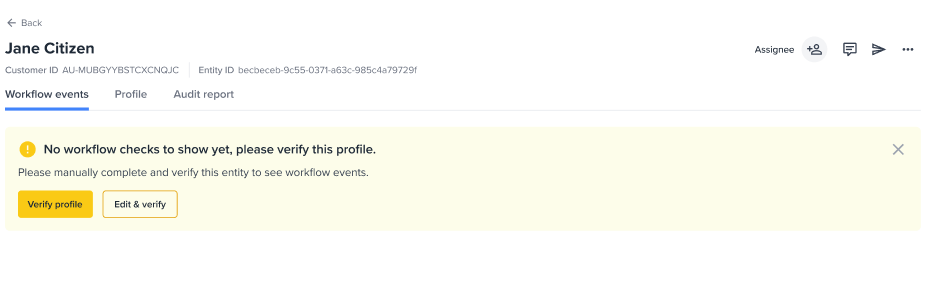 Back
Jane Citizen
Assignee
Customer ID AU-MUBGYYBSTCXCNQJC Entity ID becbeceb-9c55-0371-a63c-985c4a79729f
Workflow events Profile Audit report
No workflow checks to show yet, please verify this profile.
Please manually complete and verify this entity to see workflow events.
Verify profile Edit & verify